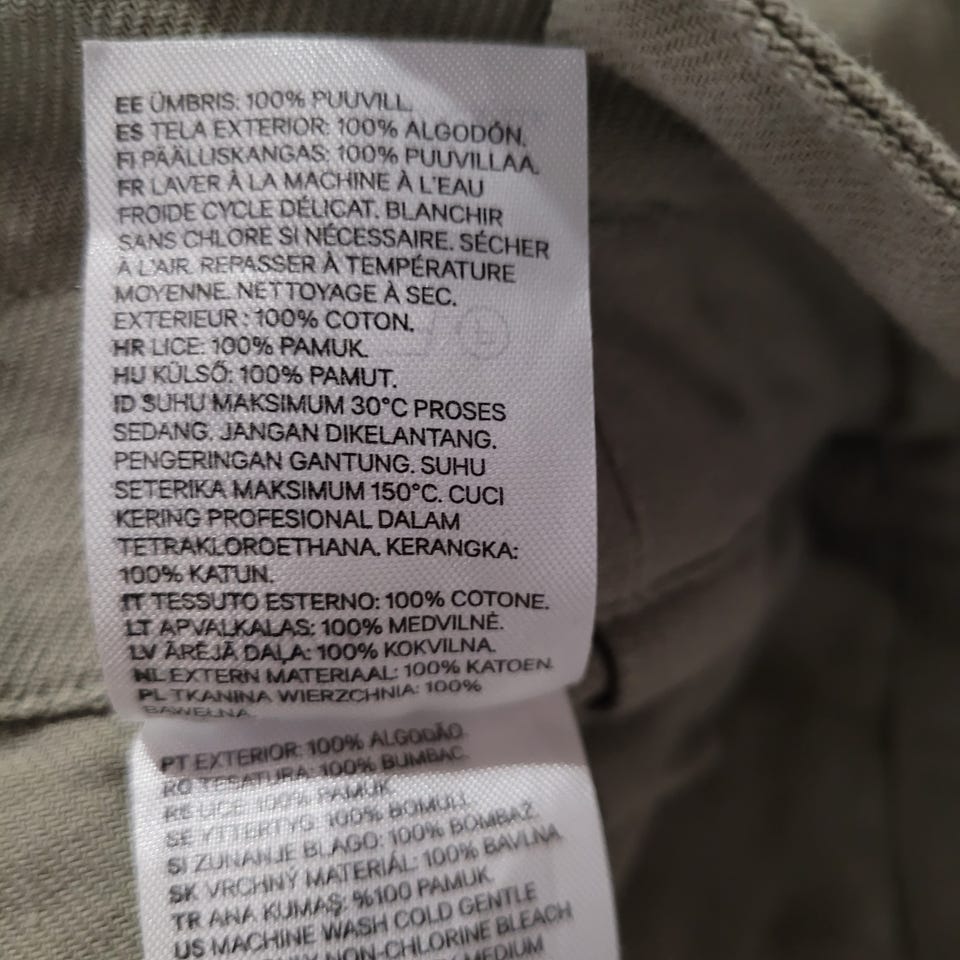 EE ÜMBRIS: 100% PUUVILL.
ES TELA EXTERIOR: 100% ALGODÓN.
FI PÄÄLLISKANGAS: 100% PUUVILLAA.
FR LAVER À LA MACHINE À L'EAU
FROIDE CYCLE DÉLICAT. BLANCHIR
SANS CHLORE SI NÉCESSAIRE. SÉCHER
À L'AIR. REPASSER À TEMPÉRATURE
MOYENNE. NETTOYAGE À SEC.
EXTERIEUR : 100% COTON.
HR LICE: 100% PAMUK.
HU KÜLSŐ: 100% PAMUT.
ID SUHU MAKSIMUM 30°C PROSES
SEDANG. JANGAN DIKELANTANG.
PENGERINGAN GANTUNG. SUHU
SETERIKA MAKSIMUM 150°C. CUCI
KERING PROFESIONAL DALAM
TETRAKLOROETHANA. KERANGKA:
100% KATUN.
IT TESSUTO ESTERNO: 100% COTONE.
LT APVALKALAS: 100% MEDVILNĖ.
LV ĀRĒJĀ DAĻA: 100% KOKVILNA.
NL EXTERN MATERIAAL: 100% KATOEN.
PL TKANINA WIERZCHNIA: 100%
BAWEŁNA.
PT EXTERIOR: 100% ALGODÃO.
RO TESATURA: 100% BUMBAC.
RS LICE: 100% PAMUK.
SE YTTERTYG: 100% BOMULL.
SI ZUNANJE BLAGO: 100% BOMBAŽ.
SK VRCHNÝ MATERIÁL: 100% BAVLNA.
TR ANA KUMAŞ: %100 PAMUK.
US MACHINE WASH COLD GENTLE
NON-CHLORINE BLEACH
MEDIUM